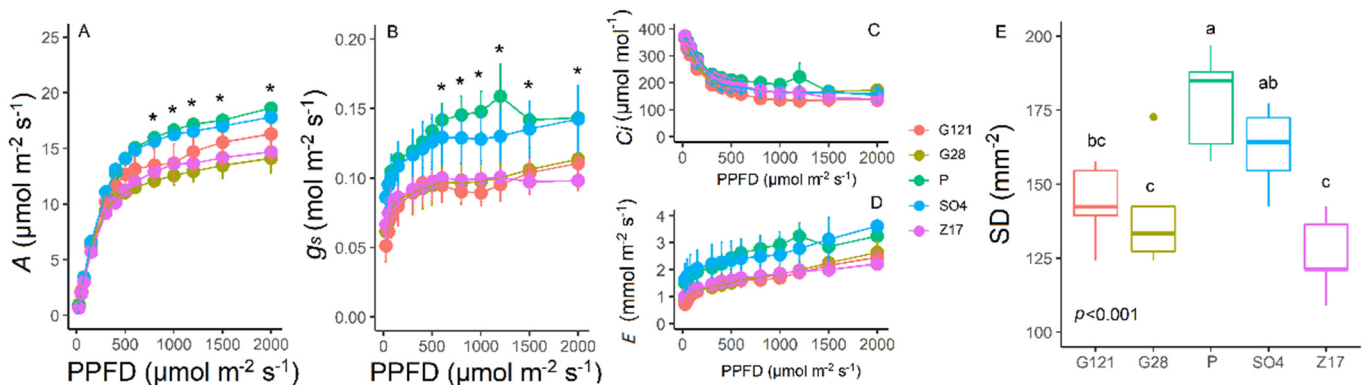 A
25
20
15
10
5
0
A (µmol m⁻² s⁻¹)
* * * * *
0 500 1000 1500 2000
PPFD (µmol m⁻² s⁻¹)
B
0.20
0.15
0.10
0.05
0.00
gs (mol m⁻² s⁻¹)
* * * * * *
0 500 1000 1500 2000
PPFD (µmol m⁻² s⁻¹)
C
400
300
200
100
0
Ci (µmol mol⁻¹)
0 500 1000 1500 2000
PPFD (µmol m⁻² s⁻¹)
D
4
3
2
1
0
E (mmol m⁻² s⁻¹)
0 500 1000 1500 2000
PPFD (µmol m⁻² s⁻¹)
G121
G28
P
SO4
Z17
E
200
175
150
125
100
SD (mm⁻²)
bc
c
a
ab
c
p<0.001
G121 G28 P SO4 Z17